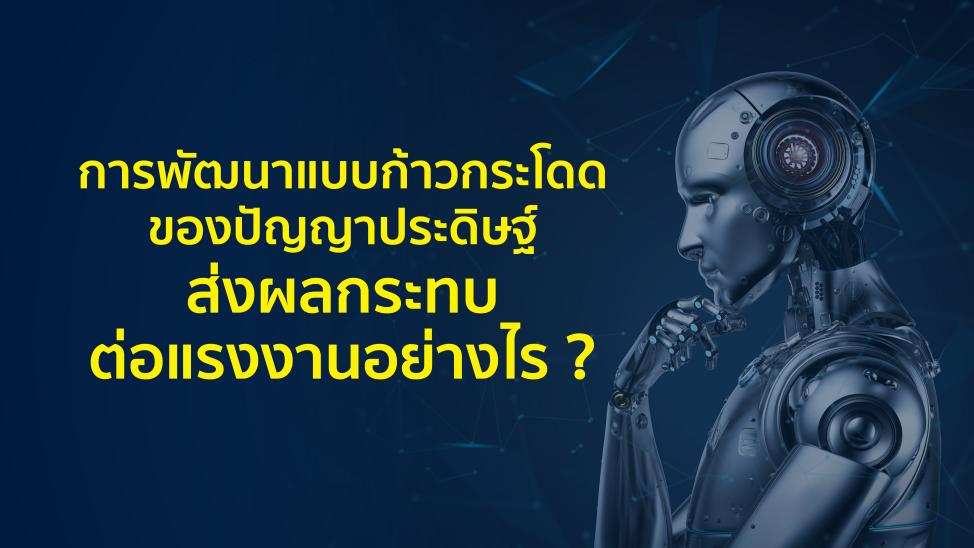 การพัฒนาแบบก้าวกระโดด
ของปัญญาประดิษฐ์
ส่งผลกระทบ
ต่อแรงงานอย่างไร ?